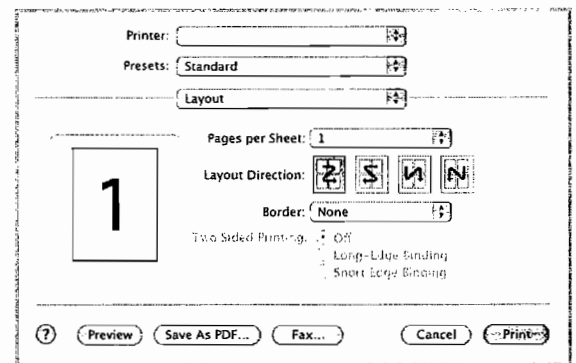 Printer:
Presets: Standard
Layout
Pages per Sheet: 1
Layout Direction:
Border: None
Two Sided Printing: Off
Long-Edge Binding
Short Edge Binding
1
? Preview Save As PDF... Fax... Cancel Print